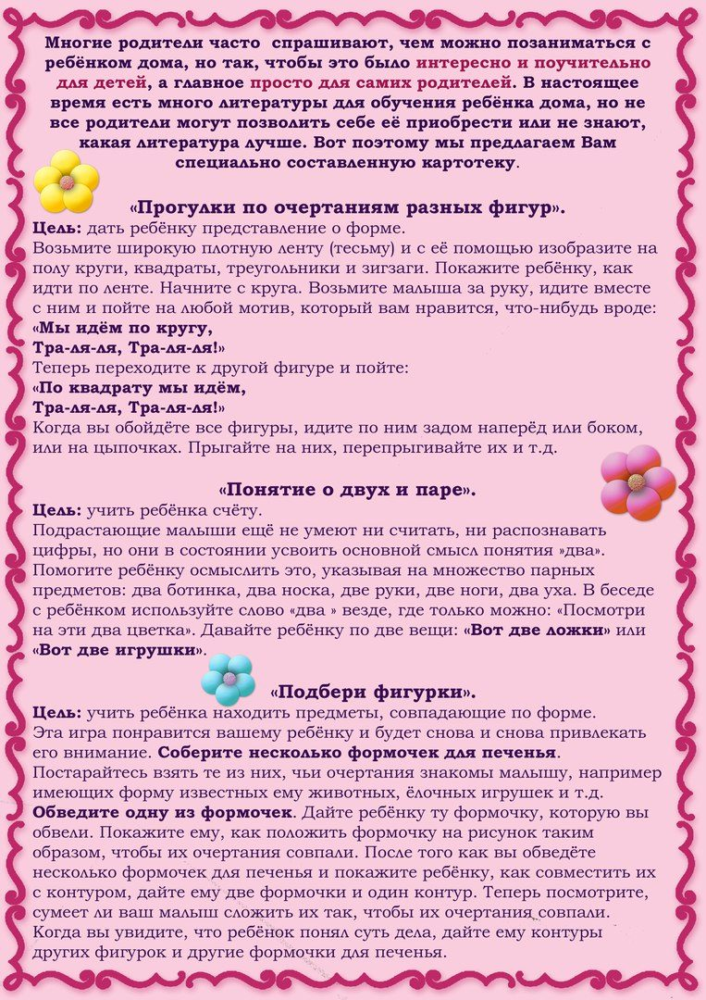 Многие родители часто спрашивают, чем можно позаниматься с
ребёнком дома, но так, чтобы это было интересно и поучительно
для детей, а главное просто для самих родителей. В настоящее
время есть много литературы для обучения ребёнка дома, но не
все родители могут позволить себе её приобрести или не знают,
какая литература лучше. Вот поэтому мы предлагаем Вам
специально составленную картотеку.
«Прогулки по очертаниям разных фигур».
Цель: дать ребёнку представление о форме.
Возьмите широкую плотную ленту (тесьму) и с её помощью изобразите на
полу круги, квадраты, треугольники и зигзаги. Покажите ребёнку, как
идти по ленте. Начните с круга. Возьмите малыша за руку, идите вместе
с ним и пойте на любой мотив, который вам нравится, что-нибудь вроде:
«Мы идём по кругу,
Тра-ля-ля, Тра-ля-ля!»
Теперь переходите к другой фигуре и пойте:
«По квадрату мы идём,
Тра-ля-ля, Тра-ля-ля!»
Когда вы обойдёте все фигуры, идите по ним задом наперёд или боком,
или на цыпочках. Прыгайте на них, перепрыгивайте их и т.д.
«Понятие о двух и паре».
Цель: учить ребёнка счёту.
Подрастающие малыши ещё не умеют ни считать, ни распознавать
цифры, но они в состоянии усвоить основной смысл понятия »два».
Помогите ребёнку осмыслить это, указывая на множество парных
предметов: два ботинка, два носка, две руки, две ноги, два уха. В беседе
с ребёнком используйте слово «два » везде, где только можно: «Посмотри
на эти два цветка». Давайте ребёнку по две вещи: «Вот две ложки» или
«Вот две игрушки».
«Подбери фигурки».
Цель: учить ребёнка находить предметы, совпадающие по форме.
Эта игра понравится вашему ребёнку и будет снова и снова привлекать
его внимание. Соберите несколько формочек для печенья.
Постарайтесь взять те из них, чьи очертания знакомы малышу, например
имеющих форму известных ему животных, ёлочных игрушек и т.д.
Обведите одну из формочек. Дайте ребёнку ту формочку, которую вы
обвели. Покажите ему, как положить формочку на рисунок таким
образом, чтобы их очертания совпали. После того как вы обведёте
несколько формочек для печенья и покажите ребёнку, как совместить их
с контуром, дайте ему две формочки и один контур. Теперь посмотрите,
сумеет ли ваш малыш сложить их так, чтобы их очертания совпали.
Когда вы увидите, что ребёнок понял суть дела, дайте ему контуры
других фигурок и другие формочки для печенья.